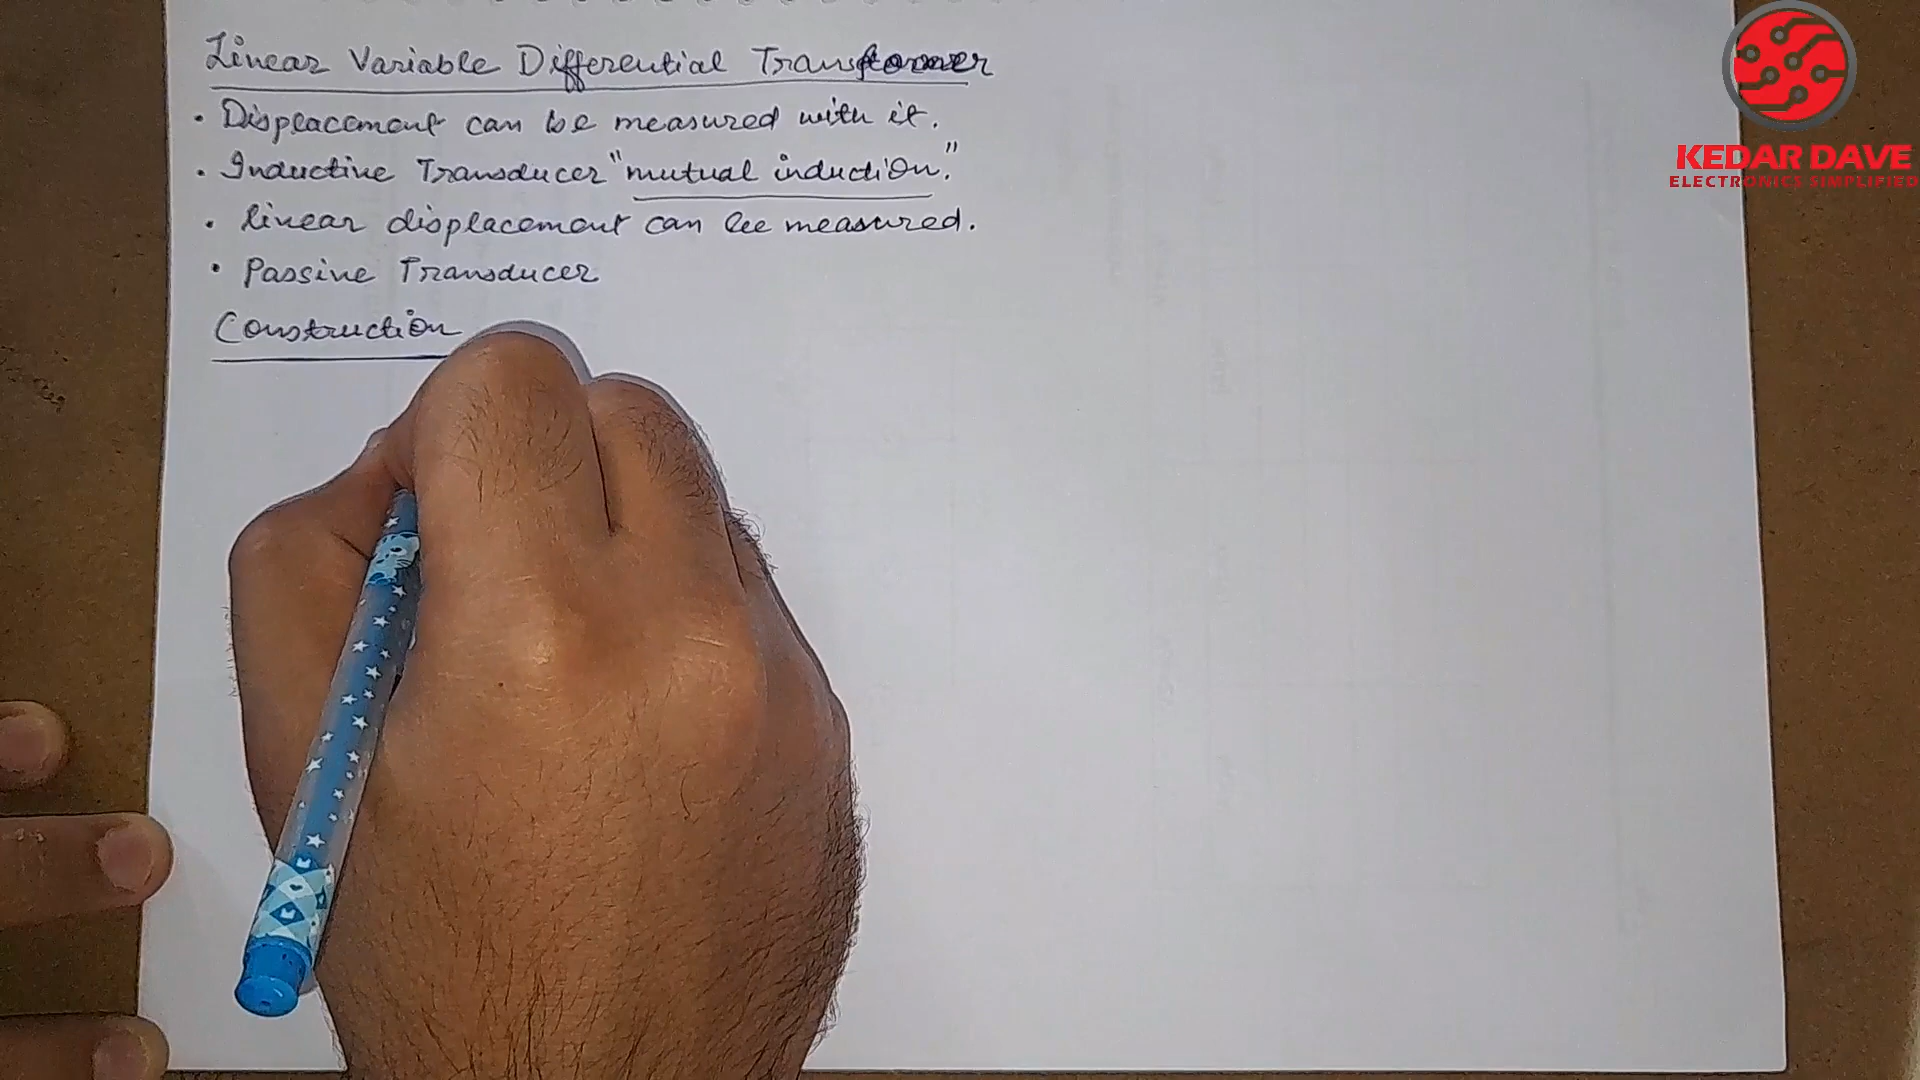 Linear Variable Differential Transformer
• Displacement can be measured with it.
• Inductive Transducer "mutual induction."
• linear displacement can be measured.
• Passive Transducer
Construction
KEDAR DAVE
ELECTRONICS SIMPLIFIED